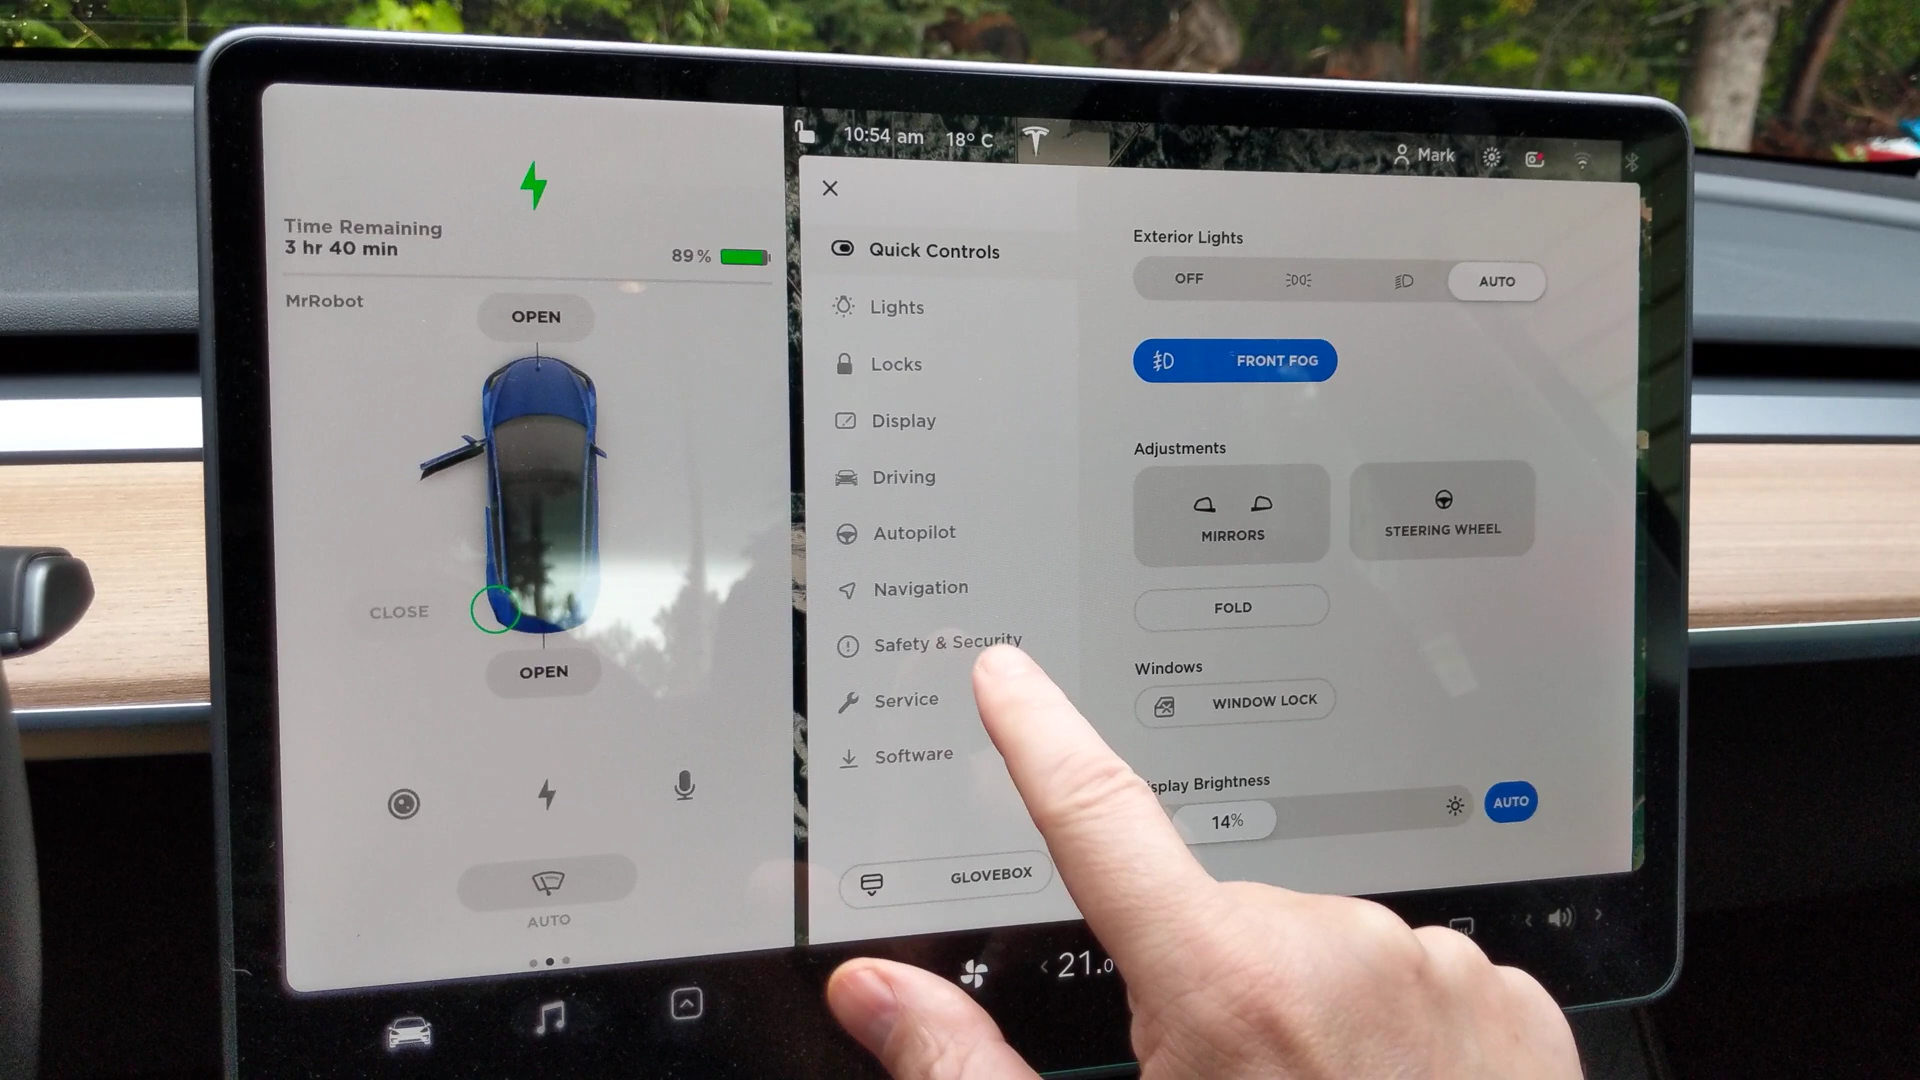 Time Remaining
3 hr 40 min
89 %
MrRobot
OPEN
CLOSE
OPEN
AUTO
10:54 am 18° C
Mark
Quick Controls
Lights
Locks
Display
Driving
Autopilot
Navigation
Safety & Security
Service
Software
GLOVEBOX
Exterior Lights
OFF
AUTO
FRONT FOG
Adjustments
MIRRORS
STEERING WHEEL
FOLD
Windows
WINDOW LOCK
isplay Brightness
14%
AUTO
21.0